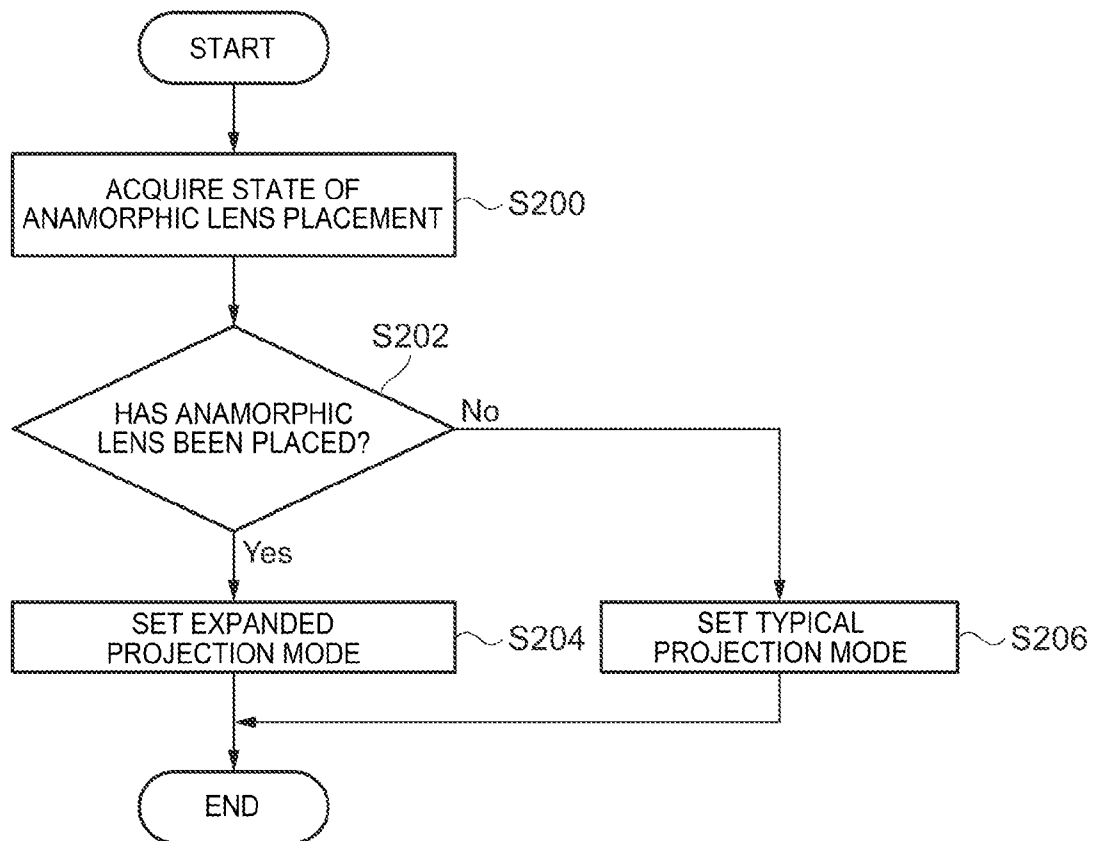 START
ACQUIRE STATE OF
ANAMORPHIC LENS PLACEMENT
S200
S202
HAS ANAMORPHIC
LENS BEEN PLACED?
No
Yes
SET EXPANDED
PROJECTION MODE
S204
SET TYPICAL
PROJECTION MODE
S206
END